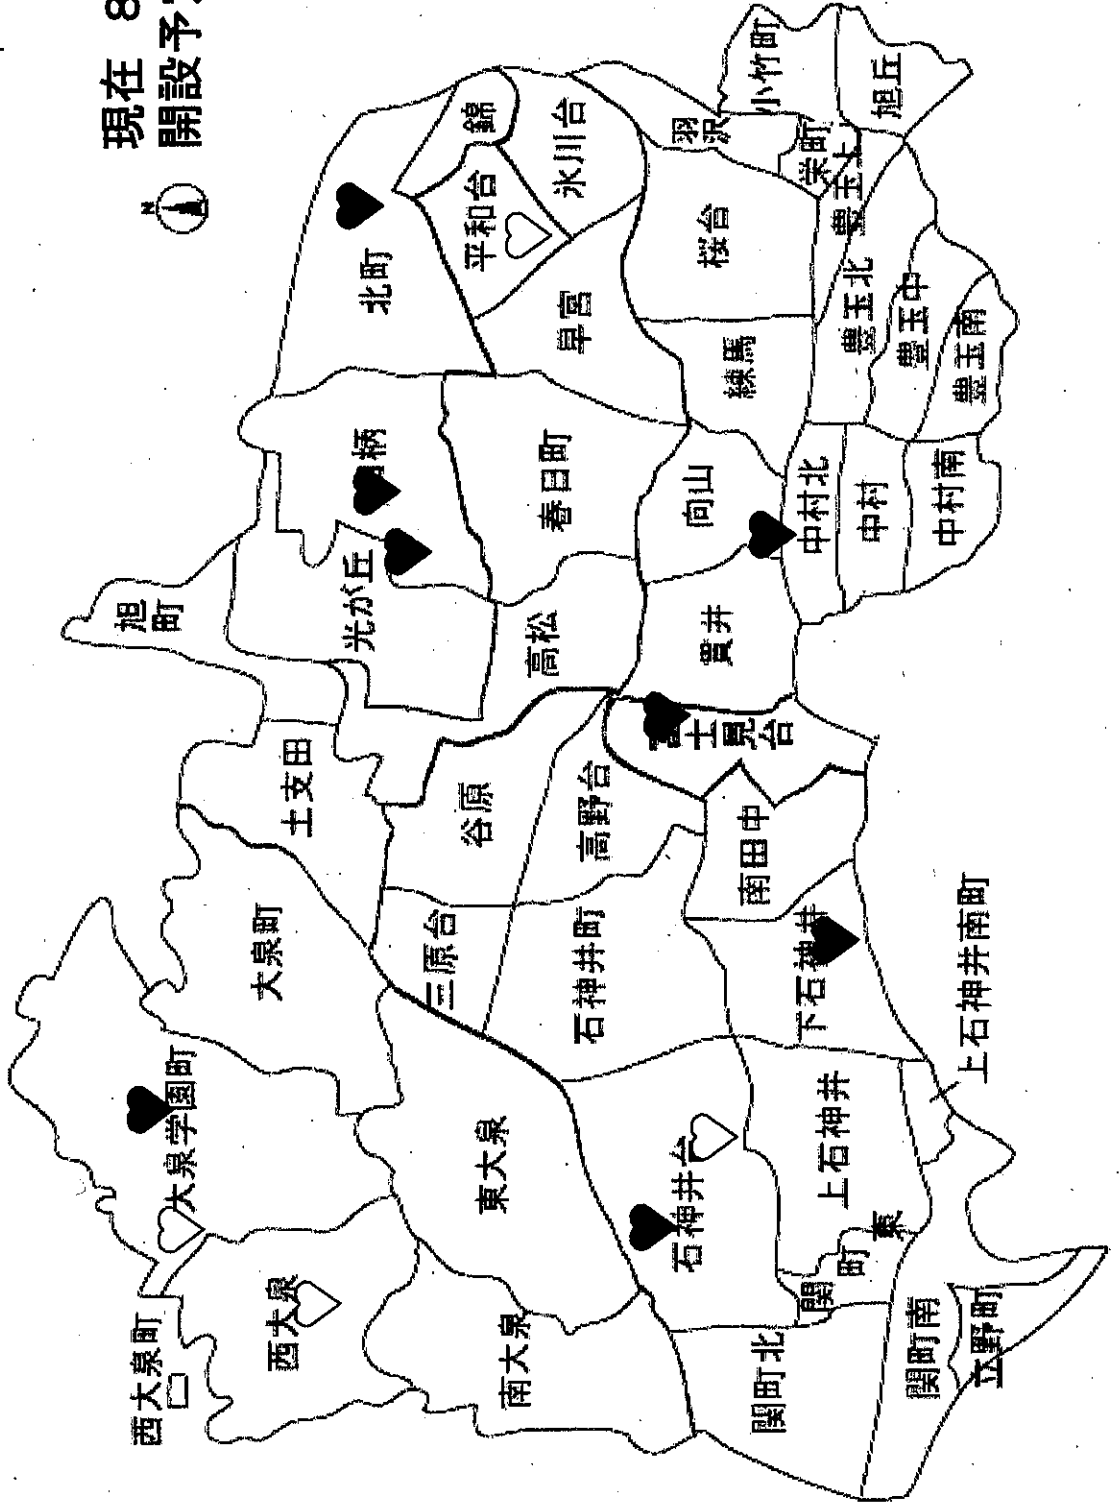 現在 8
開設予
N
旭町
北町
錦
平和台
氷川台
早宮
羽沢
小竹町
旭丘
栄町
桜台
練馬
豊玉上
豊玉北
豊玉中
豊玉南
柄
光が丘
春日町
高松
向山
貫井
中村北
中村
中村南
土支田
谷原
高野台
士見台
南田中
三原台
石神井町
下石神井
大泉町
大泉学園町
東大泉
石神井台
上石神井
上石神井南町
西大泉町
西大泉
南大泉
関町北
関町東
関町南
立野町